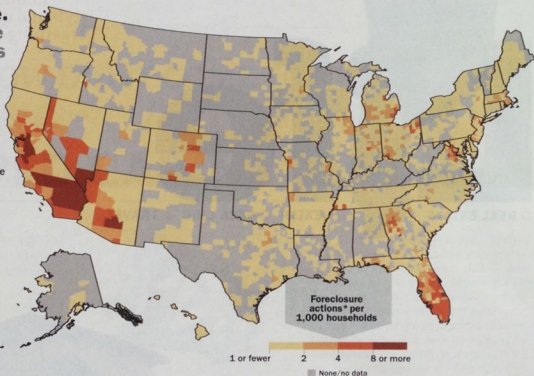 Foreclosure
actions* per
1,000 households
1 or fewer 2 4 8 or more
None/no data